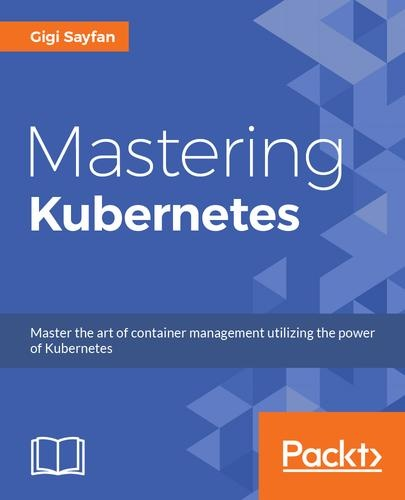 Gigi Sayfan
Mastering
Kubernetes
Master the art of container management utilizing the power
of Kubernetes
Packt>